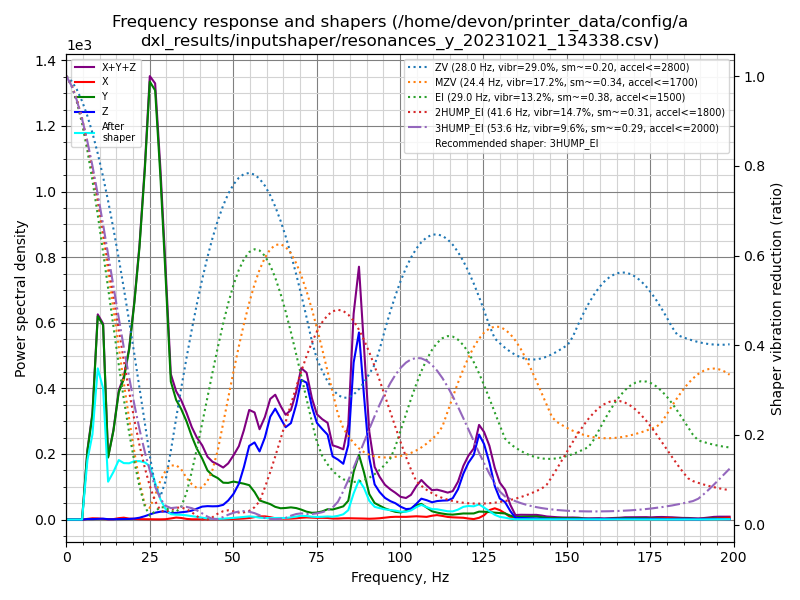 Frequency response and shapers (/home/devon/printer_data/config/a
dxl_results/inputshaper/resonances_y_20231021_134338.csv)
1e3
X+Y+Z
X
Y
Z
After
shaper
ZV (28.0 Hz, vibr=29.0%, sm~=0.20, accel<=2800)
MZV (24.4 Hz, vibr=17.2%, sm~=0.34, accel<=1700)
EI (29.0 Hz, vibr=13.2%, sm~=0.38, accel<=1500)
2HUMP_EI (41.6 Hz, vibr=14.7%, sm~=0.31, accel<=1800)
3HUMP_EI (53.6 Hz, vibr=9.6%, sm~=0.29, accel<=2000)
Recommended shaper: 3HUMP_EI
Power spectral density
1.4
1.2
1.0
0.8
0.6
0.4
0.2
0.0
1.0
0.8
0.6
0.4
0.2
0.0
Shaper vibration reduction (ratio)
0 25 50 75 100 125 150 175 200
Frequency, Hz